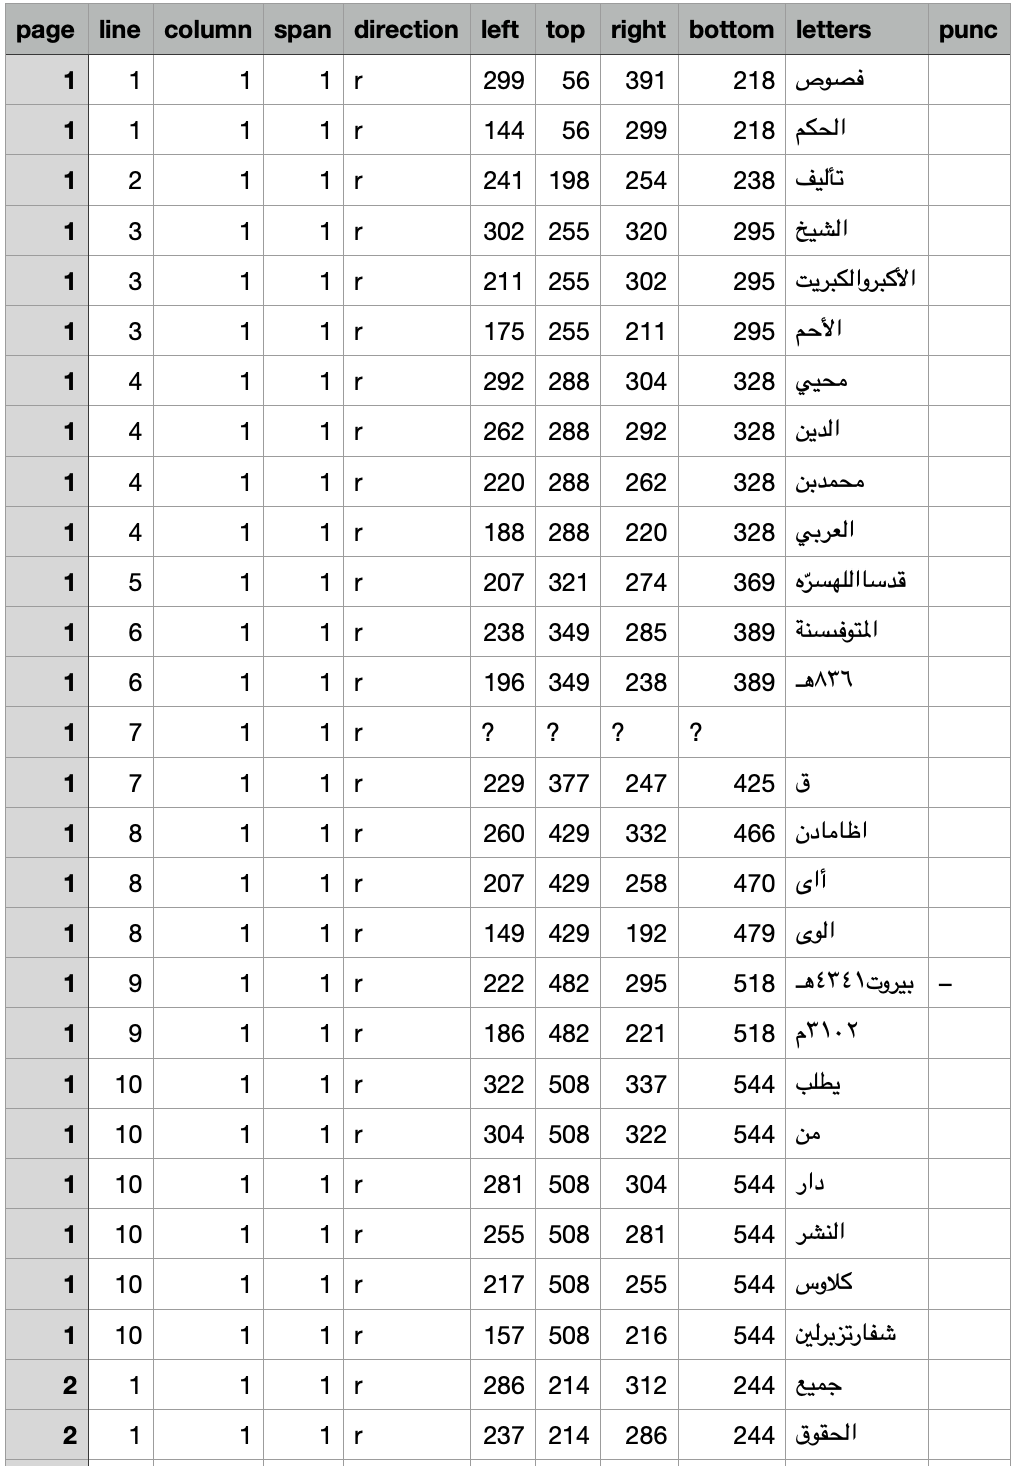 page line column span direction left top right bottom letters punc
1 1 1 1 r 299 56 391 218 فصوص
1 1 1 1 r 144 56 299 218 الحكم
1 2 1 1 r 241 198 254 238 تأليف
1 3 1 1 r 302 255 320 295 الشيخ
1 3 1 1 r 211 255 302 295 الأكبروالكبريت
1 3 1 1 r 175 255 211 295 الأحم
1 4 1 1 r 292 288 304 328 محيي
1 4 1 1 r 262 288 292 328 الدين
1 4 1 1 r 220 288 262 328 محمدبن
1 4 1 1 r 188 288 220 328 العربي
1 5 1 1 r 207 321 274 369 قدسااللهسرّه
1 6 1 1 r 238 349 285 389 المتوفىسنة
1 6 1 1 r 196 349 238 389 ٨٣٦هـ
1 7 1 1 r ? ? ? ?
1 7 1 1 r 229 377 247 425 ق
1 8 1 1 r 260 429 332 466 اظامادن
1 8 1 1 r 207 429 258 470 أاى
1 8 1 1 r 149 429 192 479 الوى
1 9 1 1 r 222 482 295 518 بيروت٤٣٤١هـ –
1 9 1 1 r 186 482 221 518 ٣١٠٢م
1 10 1 1 r 322 508 337 544 يطلب
1 10 1 1 r 304 508 322 544 من
1 10 1 1 r 281 508 304 544 دار
1 10 1 1 r 255 508 281 544 النشر
1 10 1 1 r 217 508 255 544 كلاوس
1 10 1 1 r 157 508 216 544 شفارتزبرلين
2 1 1 1 r 286 214 312 244 جميع
2 1 1 1 r 237 214 286 244 الحقوق